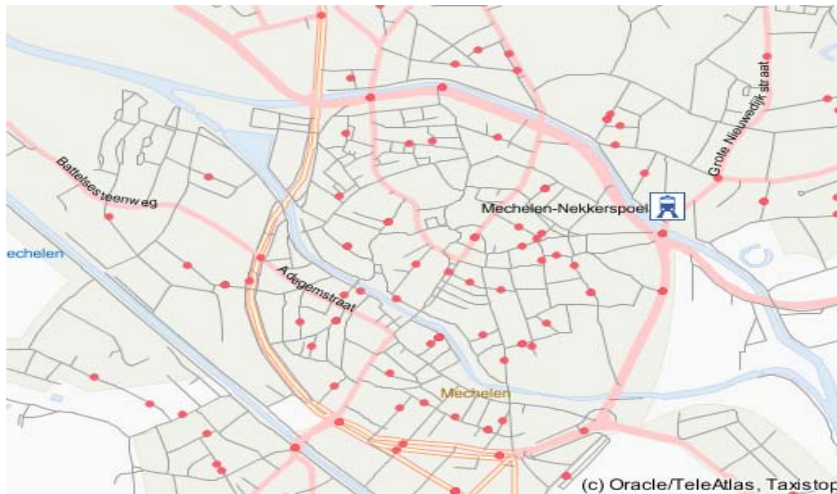 Grote Nieuwedijkstraat
Battelsesteenweg
Mechelen-Nekkerspoel
echelen
Adegemstraat
Mechelen
(c) Oracle/TeleAtlas, Taxistop